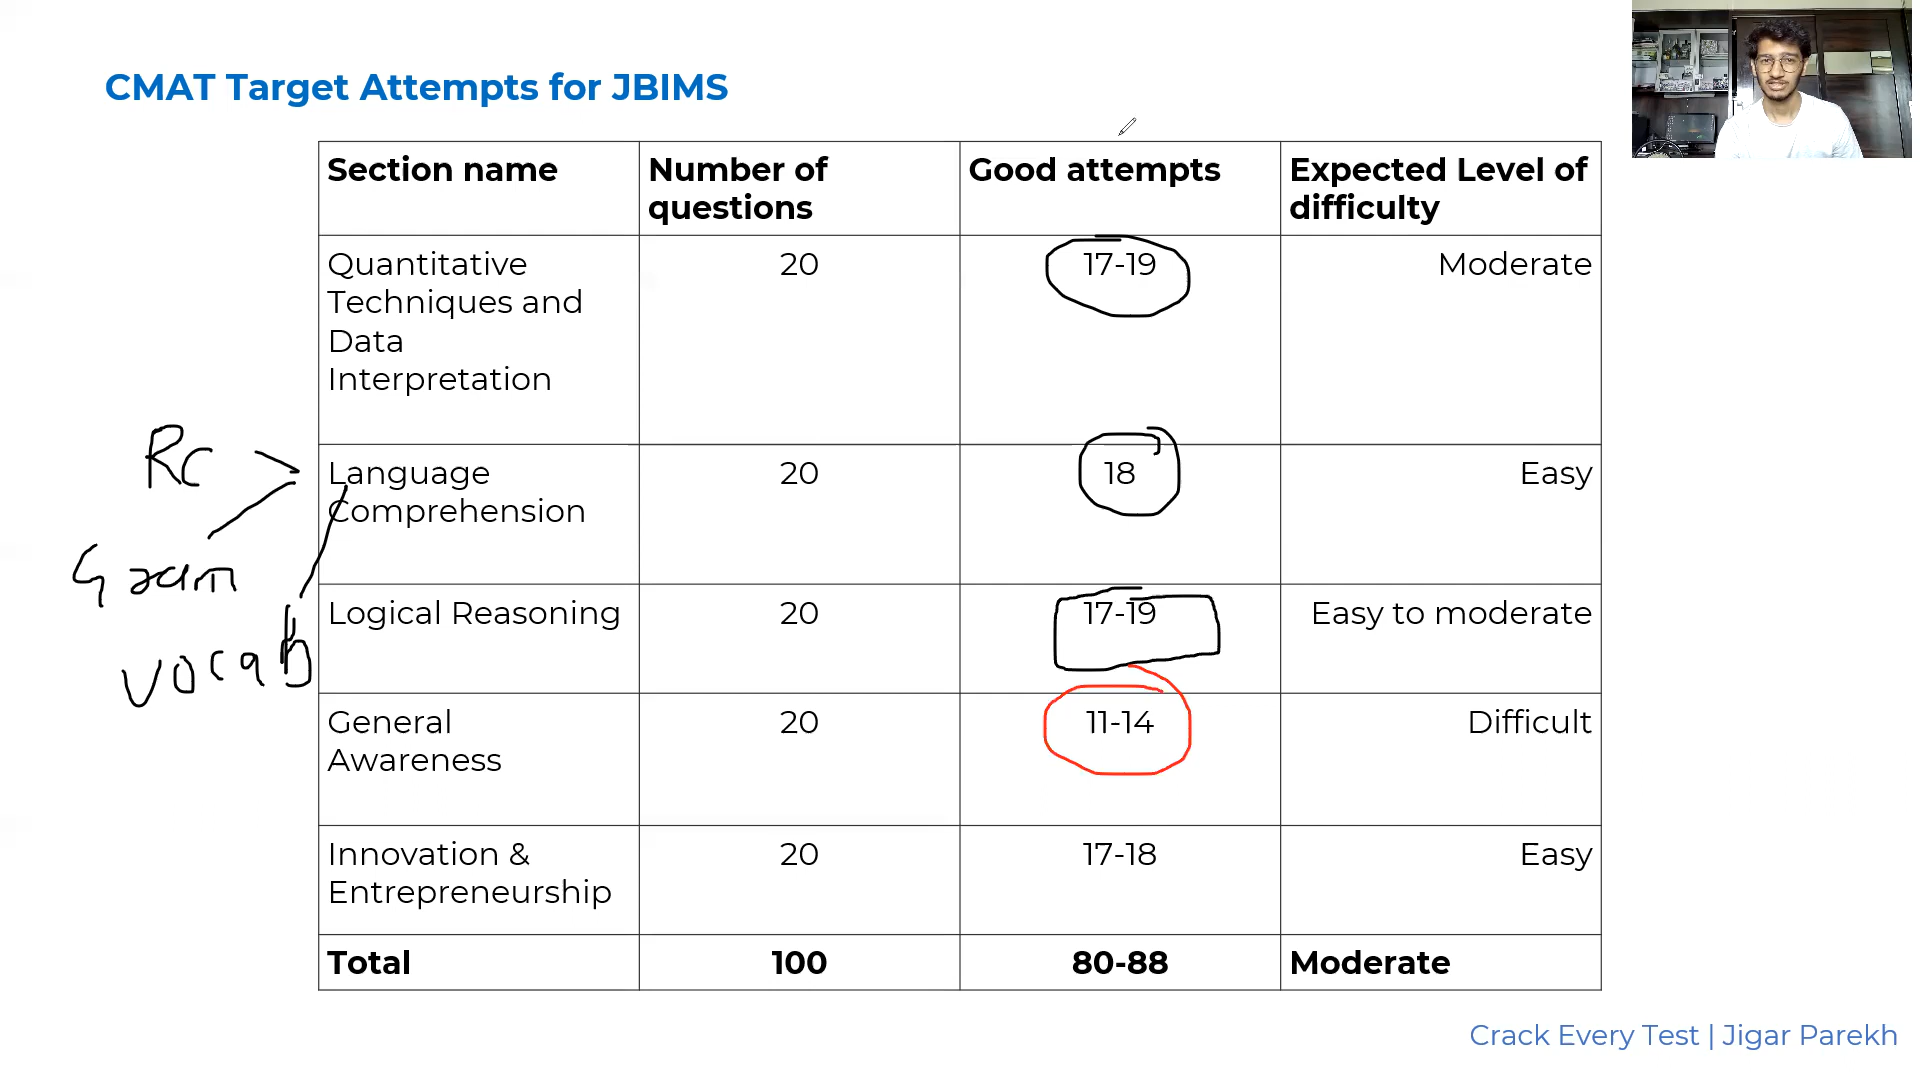 CMAT Target Attempts for JBIMS
Section name
Number of questions
Good attempts
Expected Level of difficulty
Quantitative Techniques and Data Interpretation
20
17-19
Moderate
Language Comprehension
20
18
Easy
Logical Reasoning
20
17-19
Easy to moderate
General Awareness
20
11-14
Difficult
Innovation & Entrepreneurship
20
17-18
Easy
Total
100
80-88
Moderate
RC
Gram
vocab
Crack Every Test | Jigar Parekh